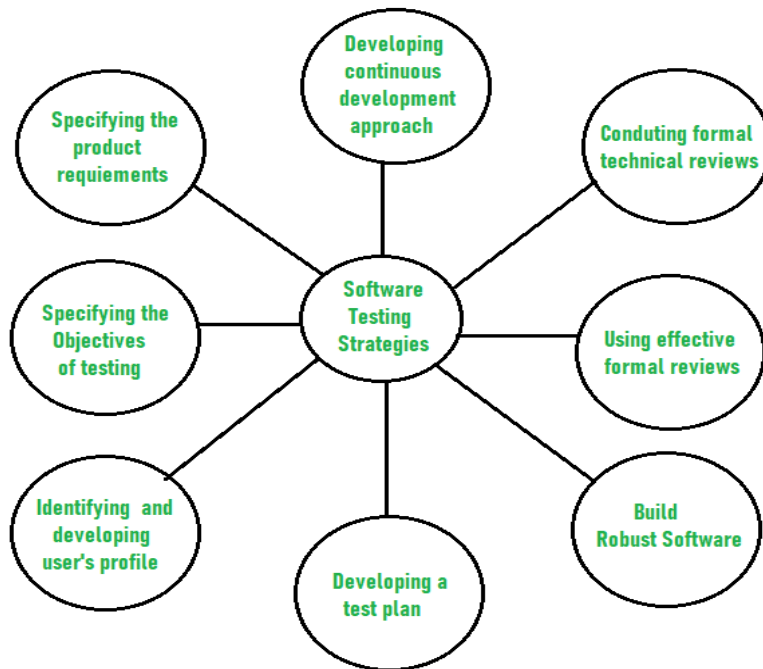 Developing
continuous
development
approach
Specifying the
product
requiements
Conduting formal
technical reviews
Software
Testing
Strategies
Specifying the
Objectives
of testing
Using effective
formal reviews
Identifying and
developing
user's profile
Build
Robust Software
Developing a
test plan